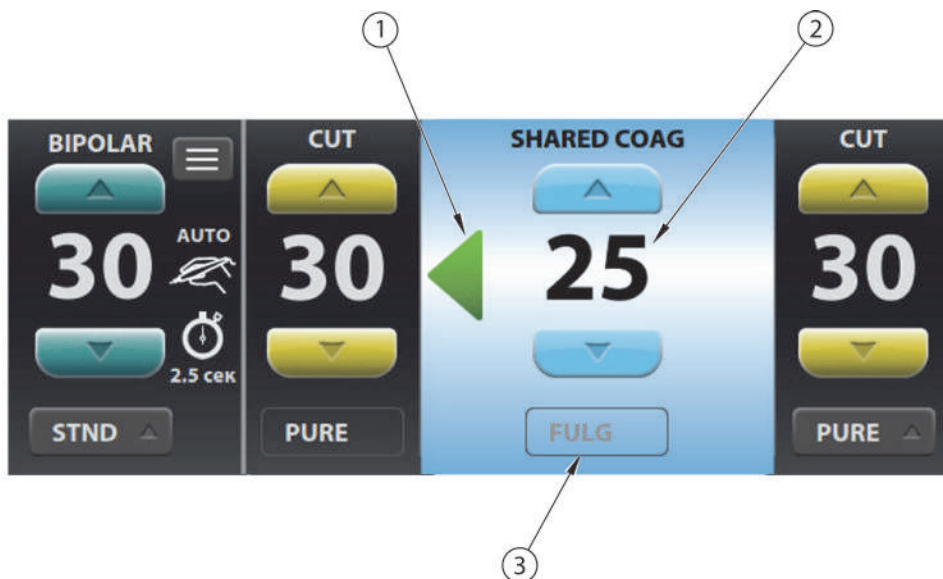 1
2
BIPOLAR
CUT
SHARED COAG
CUT
30
AUTO
30
25
30
2.5 сек
STND
PURE
FULG
PURE
3